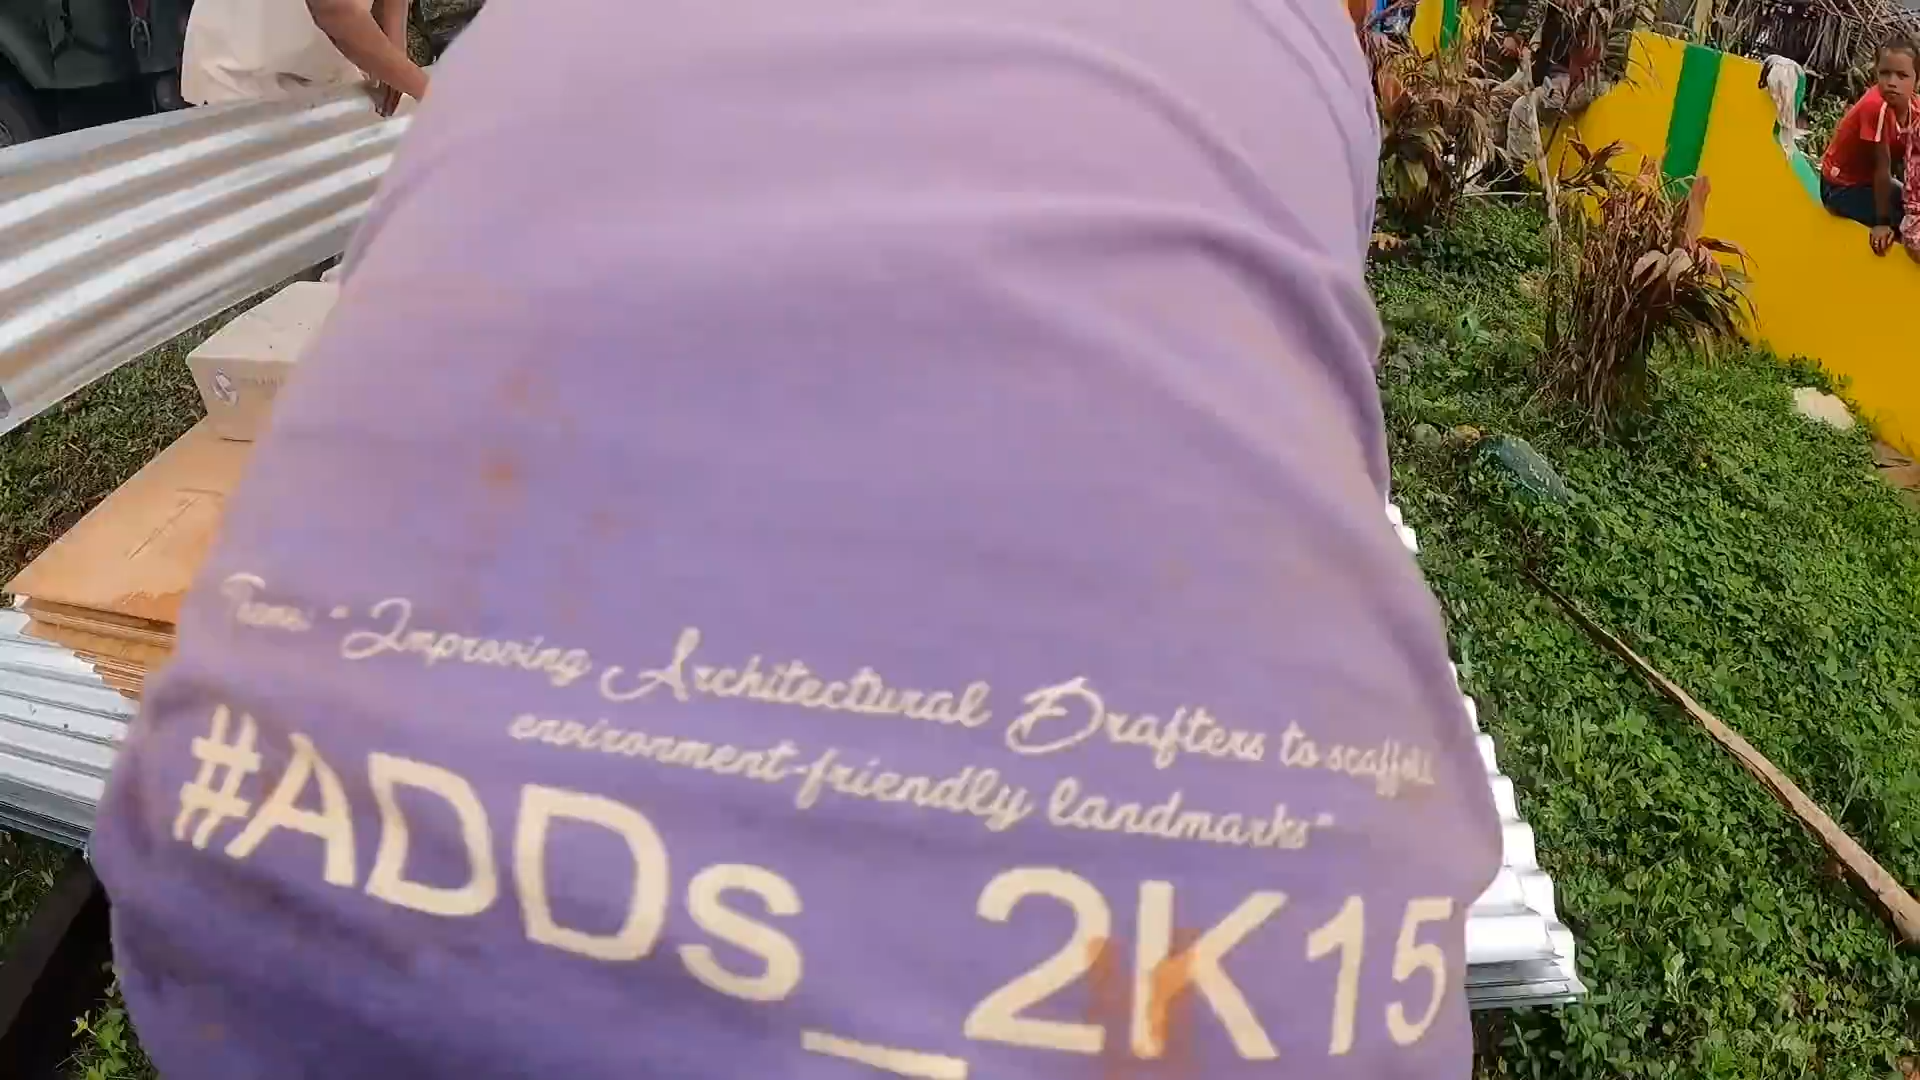 Theme: "Improving Architectural Drafters to scaffold
environment-friendly landmarks"
#ADDs_2K15